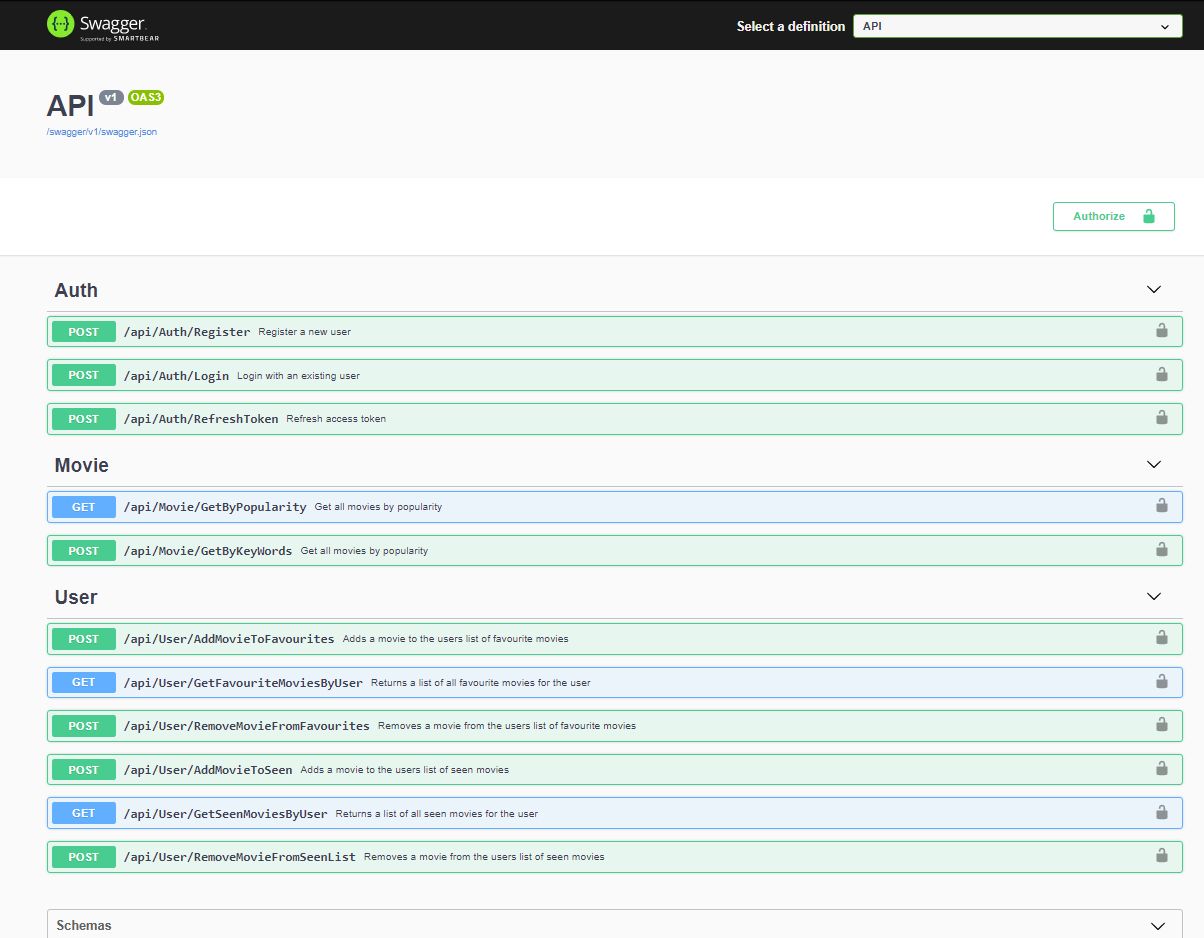 {···} Swagger.
Supported by SMARTBEAR
Select a definition API
API v1 OAS3
/swagger/v1/swagger.json
Authorize
Auth
POST /api/Auth/Register Register a new user
POST /api/Auth/Login Login with an existing user
POST /api/Auth/RefreshToken Refresh access token
Movie
GET /api/Movie/GetByPopularity Get all movies by popularity
POST /api/Movie/GetByKeyWords Get all movies by popularity
User
POST /api/User/AddMovieToFavourites Adds a movie to the users list of favourite movies
GET /api/User/GetFavouriteMoviesByUser Returns a list of all favourite movies for the user
POST /api/User/RemoveMovieFromFavourites Removes a movie from the users list of favourite movies
POST /api/User/AddMovieToSeen Adds a movie to the users list of seen movies
GET /api/User/GetSeenMoviesByUser Returns a list of all seen movies for the user
POST /api/User/RemoveMovieFromSeenList Removes a movie from the users list of seen movies
Schemas